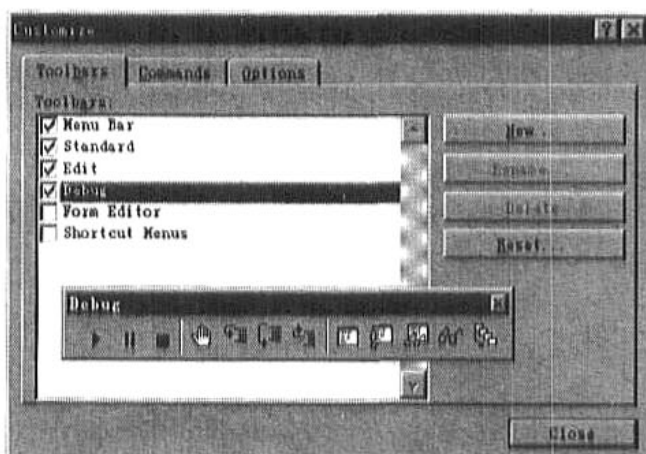 Customize
Toolbars Commands Options
Toolbars:
Menu Bar
Standard
Edit
Debug
Form Editor
Shortcut Menus
New...
Rename...
Delete
Reset...
Debug
Close